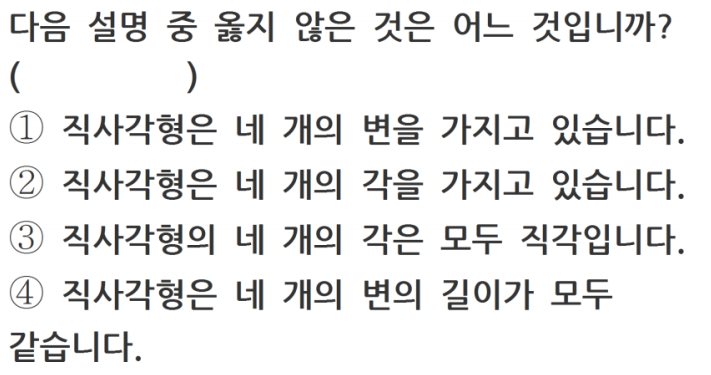 다음 설명 중 옳지 않은 것은 어느 것입니까?
(          )
① 직사각형은 네 개의 변을 가지고 있습니다.
② 직사각형은 네 개의 각을 가지고 있습니다.
③ 직사각형의 네 개의 각은 모두 직각입니다.
④ 직사각형은 네 개의 변의 길이가 모두
같습니다.